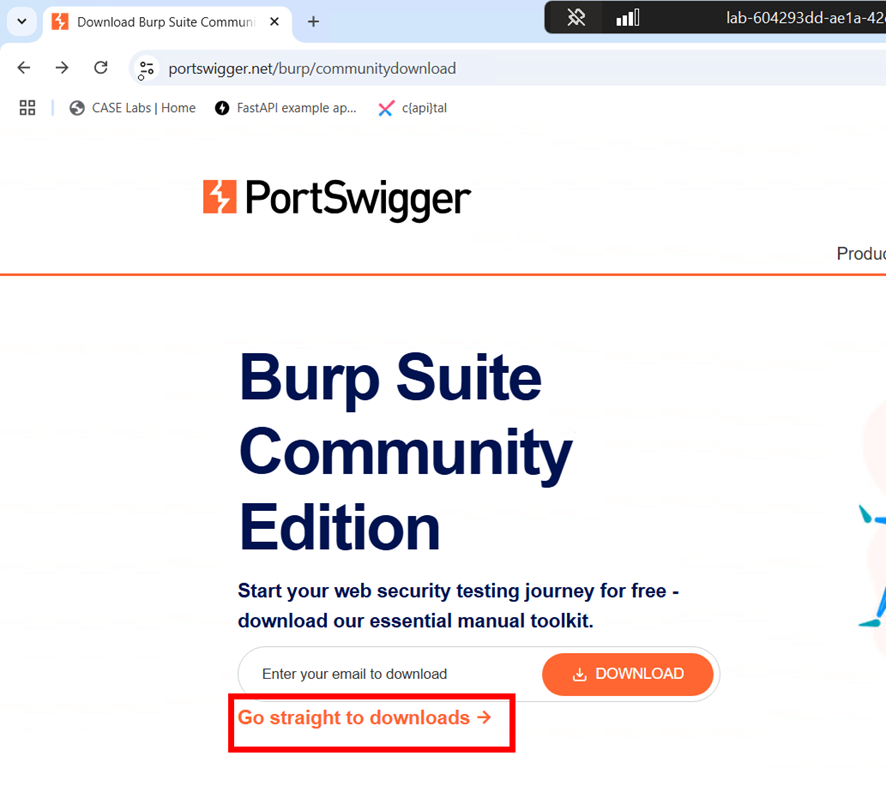 Download Burp Suite Communi
lab-604293dd-ae1a-42
portswigger.net/burp/communitydownload
CASE Labs | Home
FastAPI example ap...
c{api}tal
PortSwigger
Produc
Burp Suite
Community
Edition
Start your web security testing journey for free -
download our essential manual toolkit.
Enter your email to download
DOWNLOAD
Go straight to downloads →